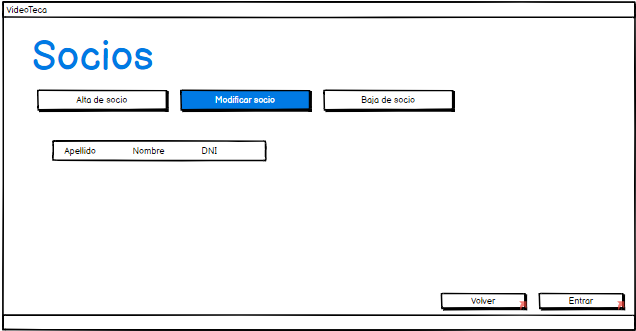 VideoTeca
Socios
Alta de socio Modificar socio Baja de socio
Apellido Nombre DNI
Volver Entrar